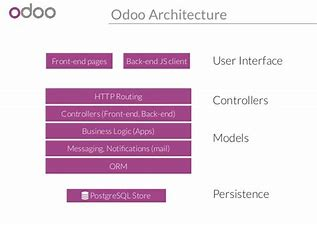 odoo
Odoo Architecture
Front-end pages
Back-end JS client
User Interface
HTTP Routing
Controllers
Controllers (Front-end, Back-end)
Business Logic (Apps)
Models
Messaging, Notifications (mail)
ORM
PostgreSQL Store
Persistence